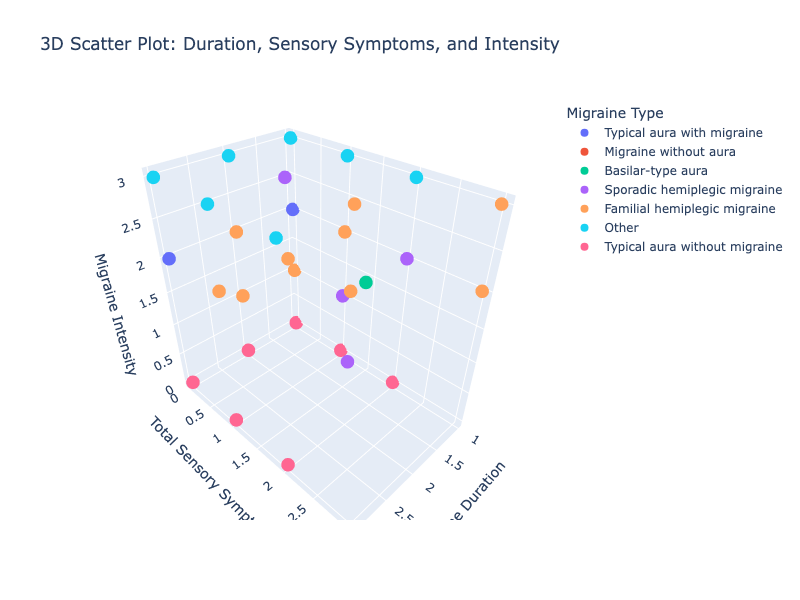 3D Scatter Plot: Duration, Sensory Symptoms, and Intensity
Migraine Type
Typical aura with migraine
Migraine without aura
Basilar-type aura
Sporadic hemiplegic migraine
Familial hemiplegic migraine
Other
Typical aura without migraine
3
2.5
2
1.5
1
0.5
0
Migraine Intensity
0
0.5
1
1.5
2
2.5
Total Sensory
1
1.5
2
2.5
Duration